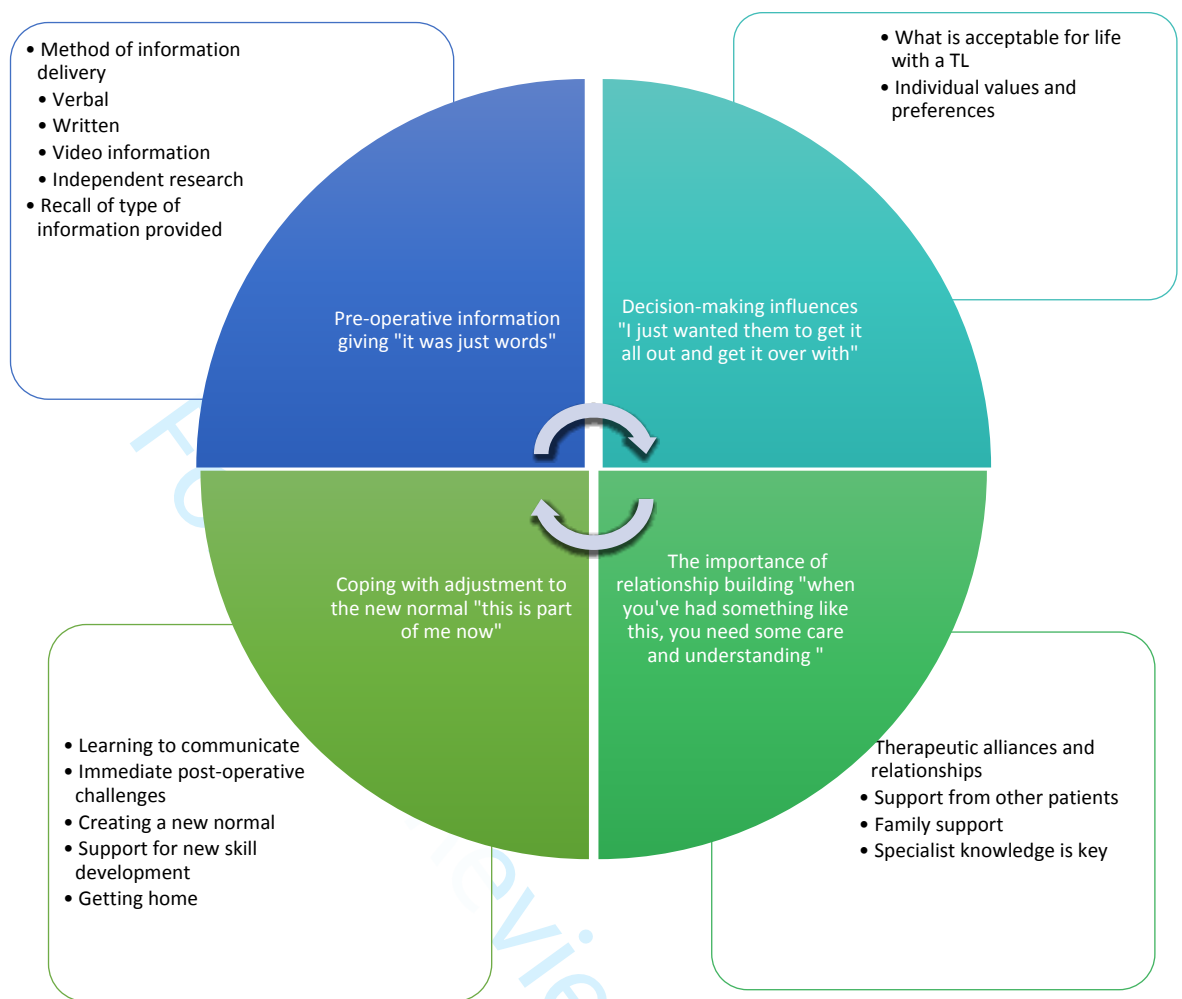 • Method of information
delivery
• Verbal
• Written
• Video information
• Independent research
• Recall of type of
information provided
• What is acceptable for life
with a TL
• Individual values and
preferences
Pre-operative information
giving "it was just words"
Decision-making influences
"I just wanted them to get it
all out and get it over with"
Coping with adjustment to
the new normal "this is part
of me now"
The importance of
relationship building "when
you've had something like
this, you need some care
and understanding "
• Learning to communicate
• Immediate post-operative
challenges
• Creating a new normal
• Support for new skill
development
• Getting home
Therapeutic alliances and
relationships
• Support from other patients
• Family support
• Specialist knowledge is key